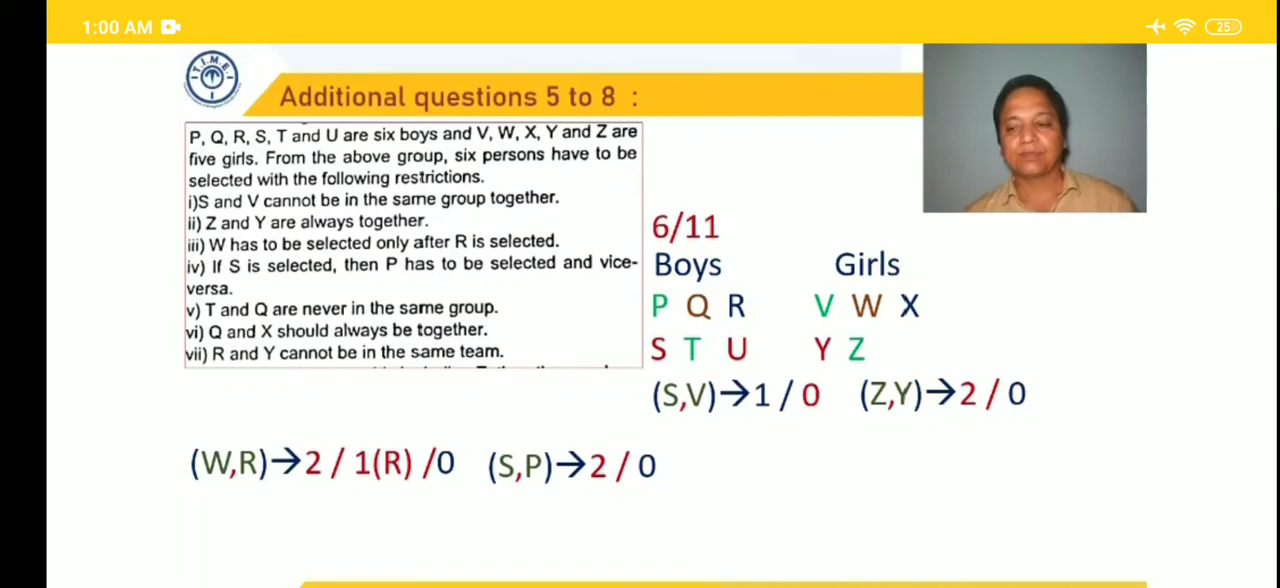 1:00 AM
25
T.I.M.E.
Additional questions 5 to 8 :
P, Q, R, S, T and U are six boys and V, W, X, Y and Z are
five girls. From the above group, six persons have to be
selected with the following restrictions.
i)S and V cannot be in the same group together.
ii) Z and Y are always together.
iii) W has to be selected only after R is selected.
iv) If S is selected, then P has to be selected and vice-
versa.
v) T and Q are never in the same group.
vi) Q and X should always be together.
vii) R and Y cannot be in the same team.
6/11
Boys Girls
P Q R V W X
S T U Y Z
(S,V)→1 / 0 (Z,Y)→2 / 0
(W,R)→2 / 1(R) /0 (S,P)→2 / 0